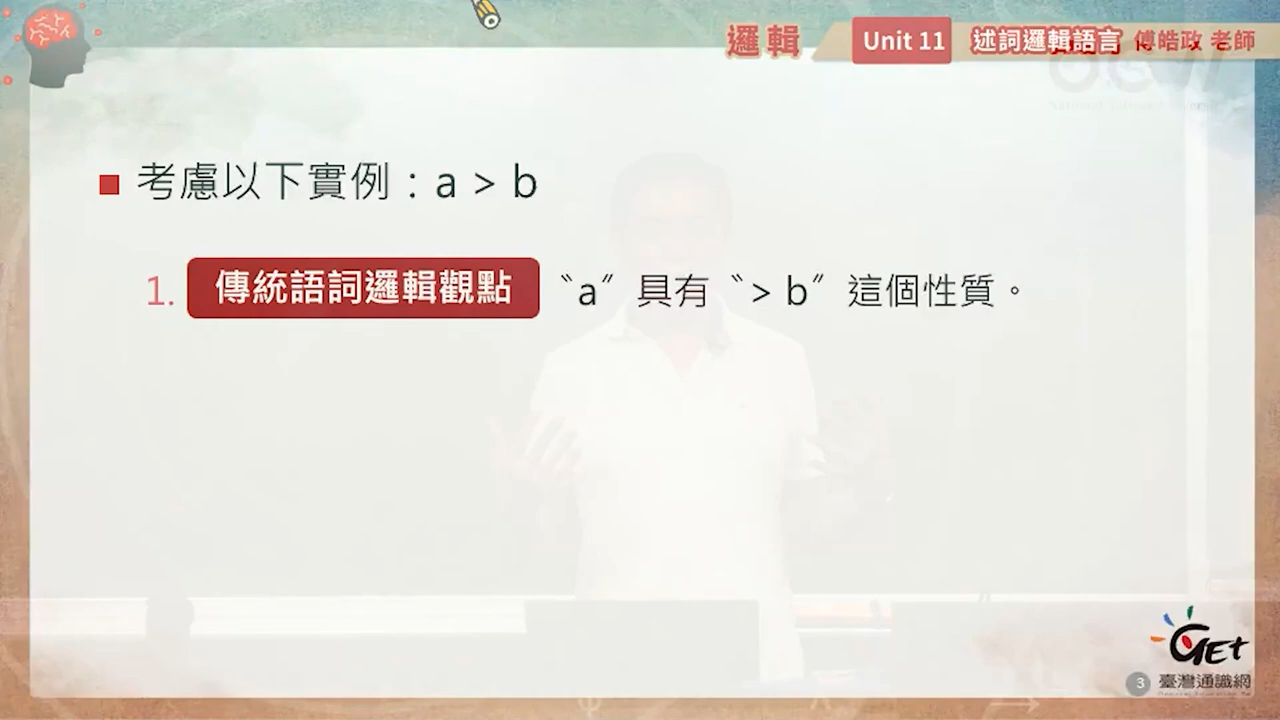 邏輯 Unit 11 述詞邏輯語言 傅皓政 老師
考慮以下實例：a > b
1. 傳統語詞邏輯觀點 〝a〞具有〝> b〞這個性質。
GET
3 臺灣通識網